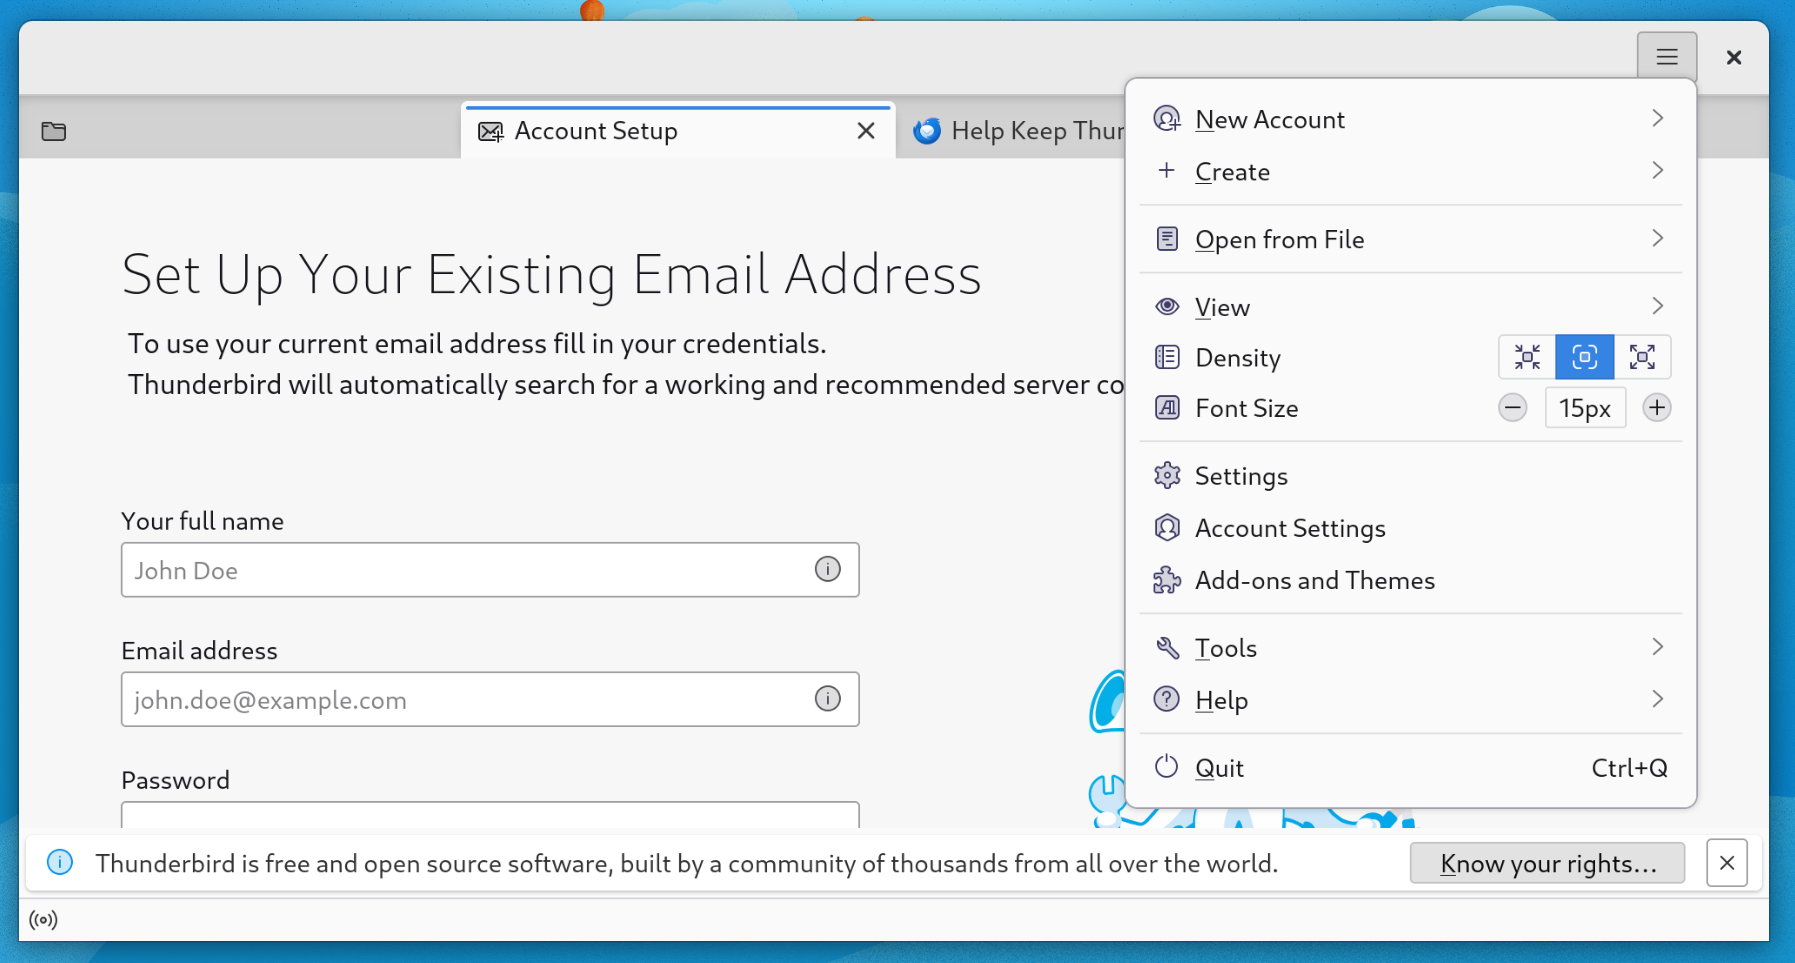 Account Setup
Help Keep Thun
Set Up Your Existing Email Address
To use your current email address fill in your credentials.
Thunderbird will automatically search for a working and recommended server co
Your full name
John Doe
Email address
john.doe@example.com
Password
New Account
Create
Open from File
View
Density
Font Size
15px
Settings
Account Settings
Add-ons and Themes
Tools
Help
Quit Ctrl+Q
Thunderbird is free and open source software, built by a community of thousands from all over the world.
Know your rights...